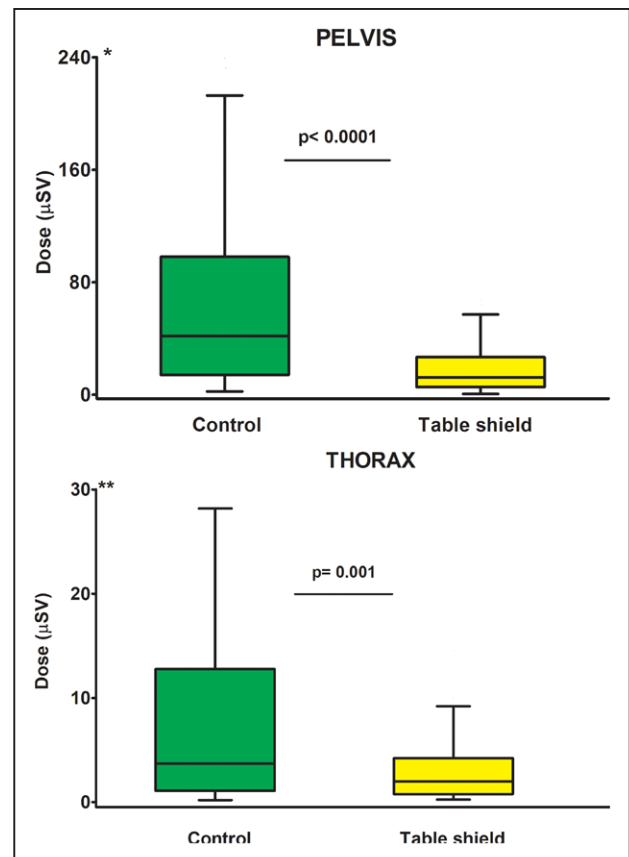 PELVIS
240 *
p< 0.0001
160
Dose (µSV)
80
0
Control Table shield
THORAX
30 **
p= 0.001
20
Dose (µSV)
10
0
Control Table shield